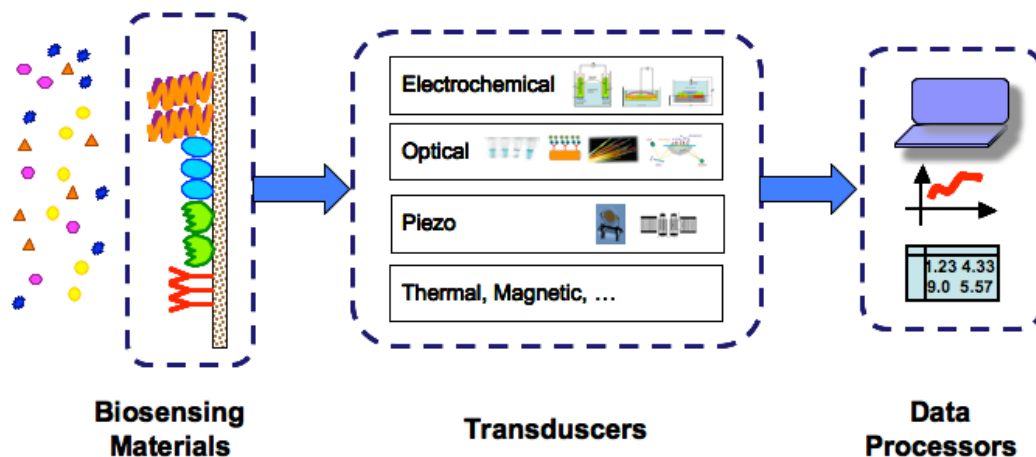 Electrochemical
Optical
Piezo
Thermal, Magnetic, ...
1.23 4.33
9.0 5.57
Biosensing
Materials
Transduscers
Data
Processors